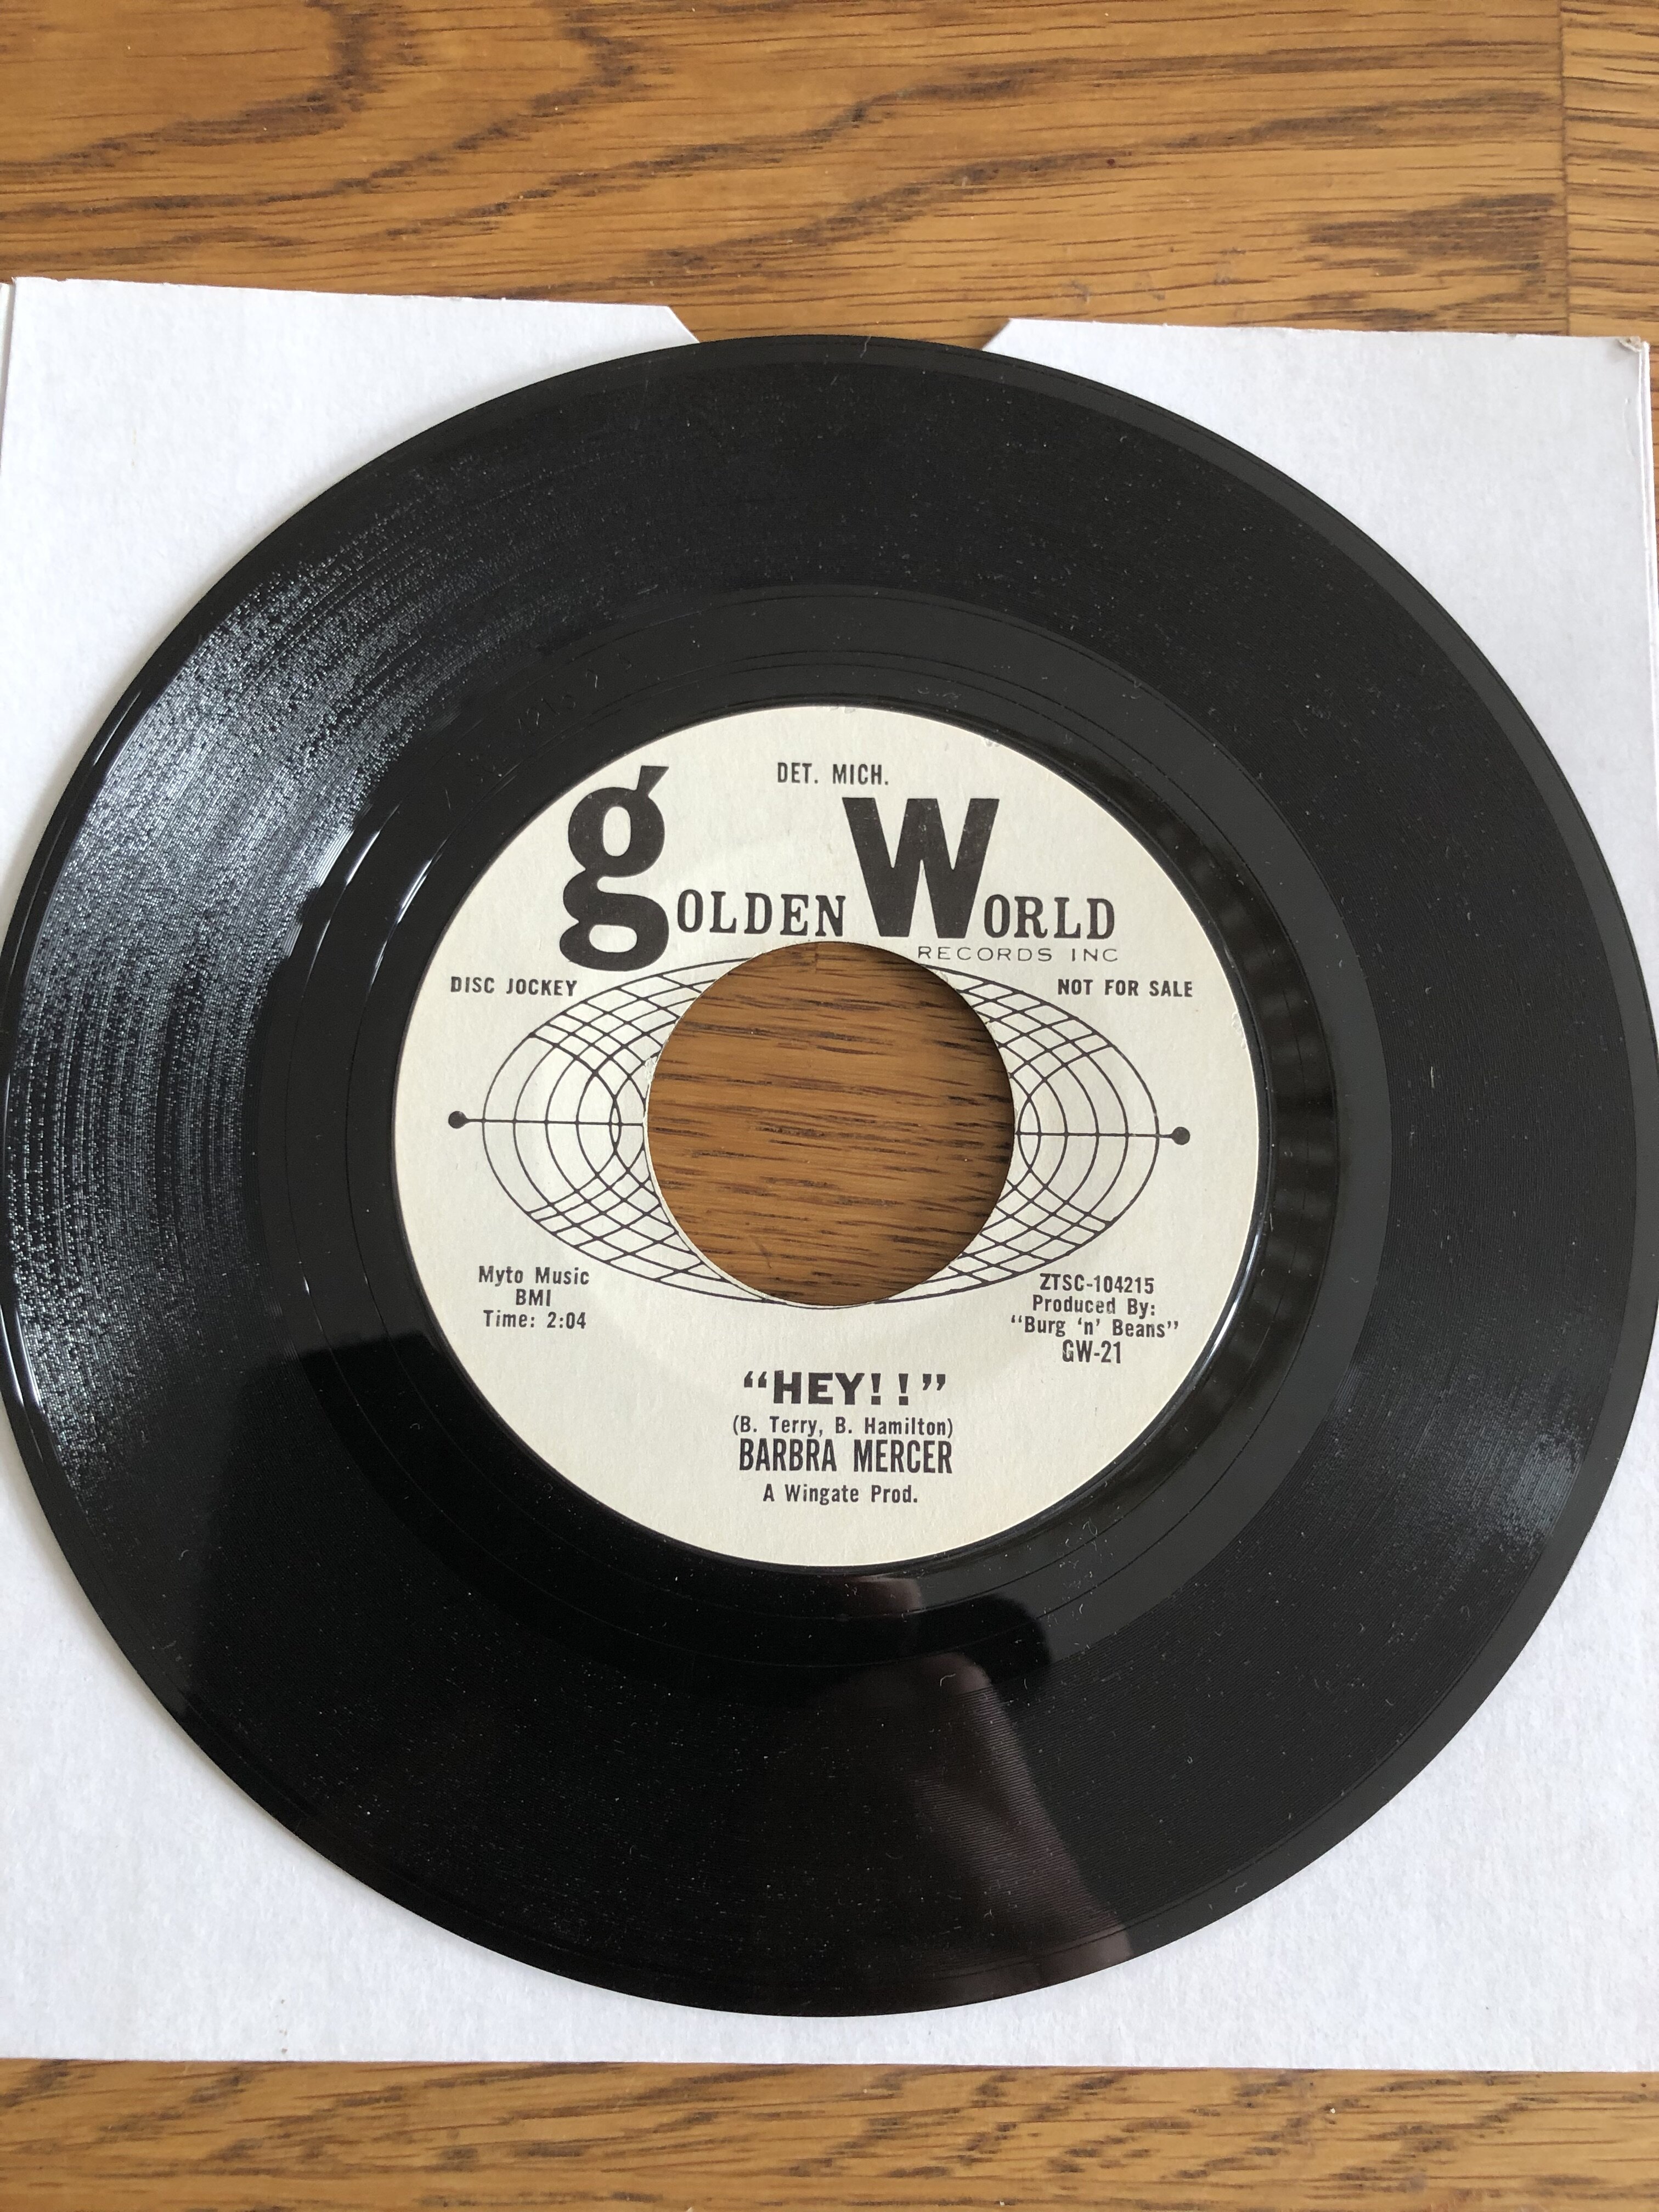 DET. MICH.
gOLDEN WORLD
RECORDS INC
DISC JOCKEY
NOT FOR SALE
Myto Music
BMI
Time: 2:04
ZTSC-104215
Produced By:
"Burg 'n' Beans"
GW-21
"HEY!!"
(B. Terry, B. Hamilton)
BARBRA MERCER
A Wingate Prod.